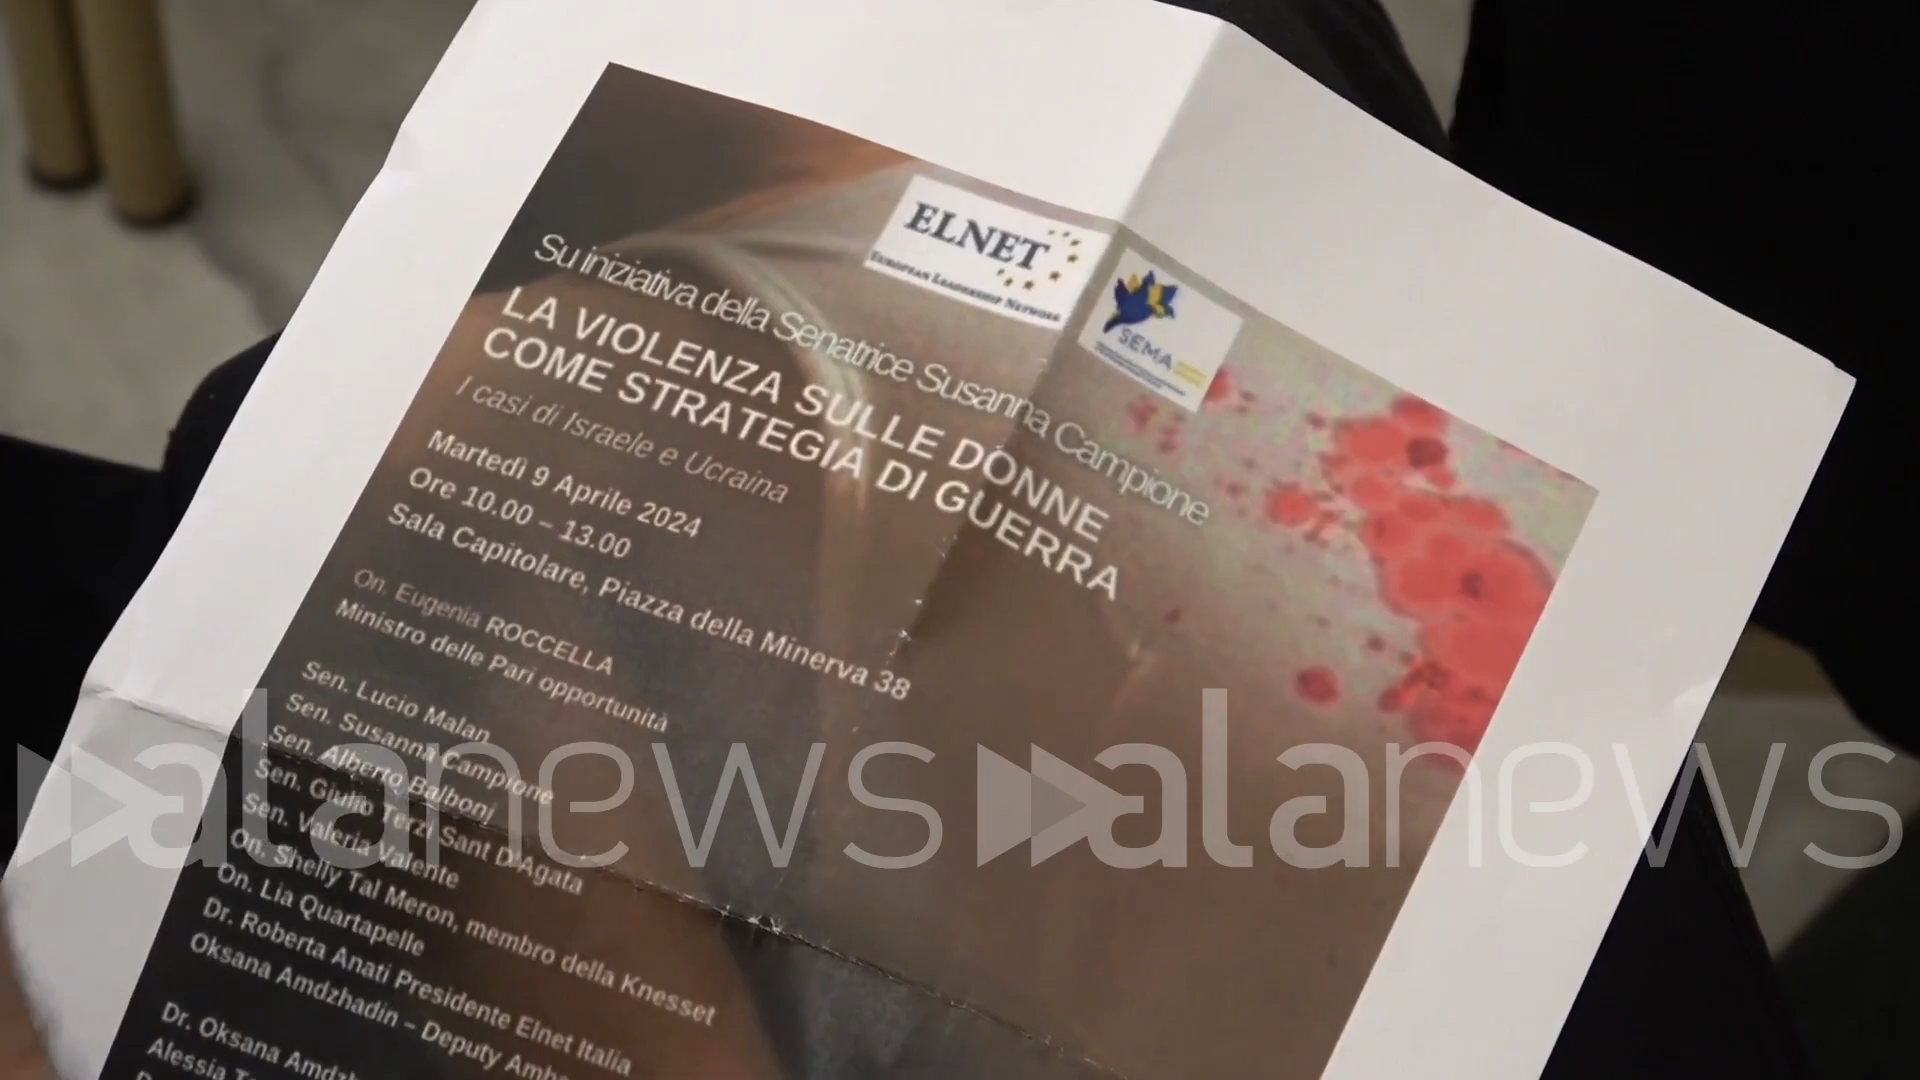 ELNET
EUROPEAN LEADERSHIP NETWORK
SEMA
Su iniziativa della Senatrice Susanna Campione
LA VIOLENZA SULLE DONNE
COME STRATEGIA DI GUERRA
I casi di Israele e Ucraina
Martedì 9 Aprile 2024
Ore 10.00 – 13.00
Sala Capitolare, Piazza della Minerva 38
On. Eugenia ROCCELLA
Ministro delle Pari opportunità
Sen. Lucio Malan
Sen. Susanna Campione
Sen. Alberto Balboni
Sen. Giulio Terzi Sant D'Agata
Sen. Valeria Valente
On. Shelly Tal Meron, membro della Knesset
On. Lia Quartapelle
Dr. Roberta Anati Presidente Elnet Italia
Oksana Amdzhadin – Deputy
Dr. Oksana
Alessia
alanews alanews